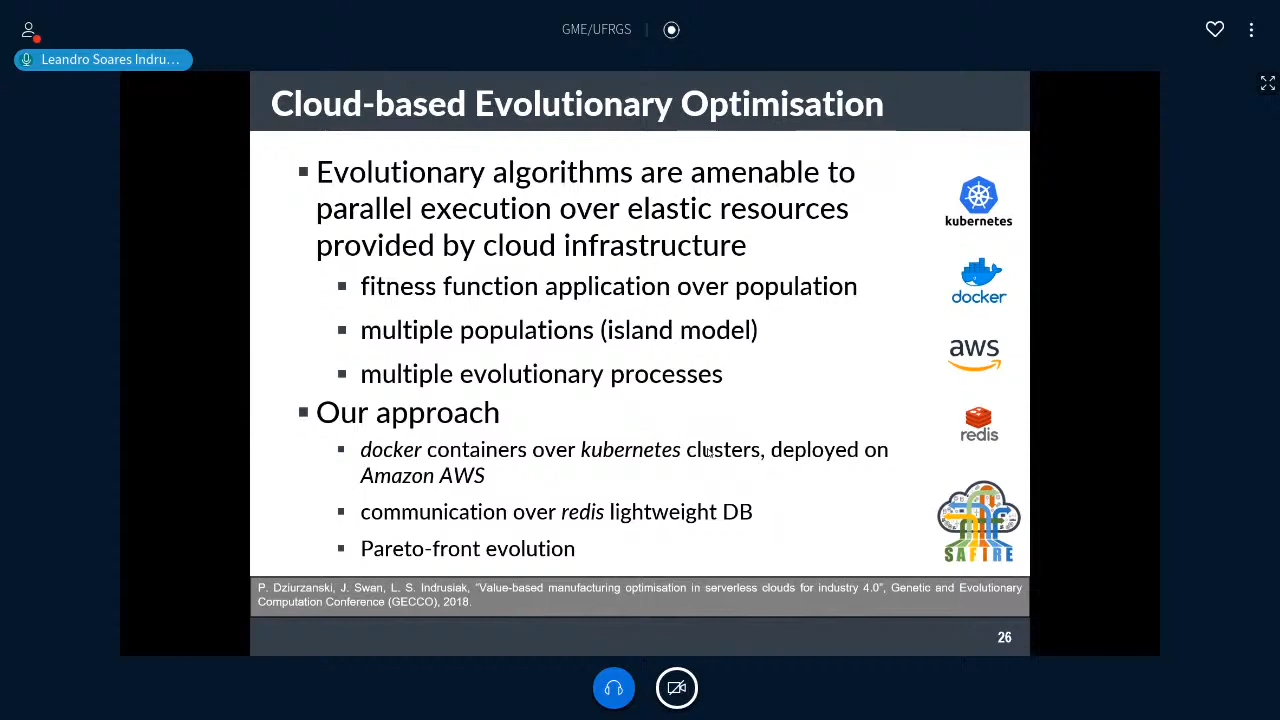 GME/UFRGS
Leandro Soares Indru…
Cloud-based Evolutionary Optimisation
Evolutionary algorithms are amenable to
parallel execution over elastic resources
provided by cloud infrastructure
fitness function application over population
multiple populations (island model)
multiple evolutionary processes
Our approach
docker containers over kubernetes clusters, deployed on
Amazon AWS
communication over redis lightweight DB
Pareto-front evolution
kubernetes
docker
aws
redis
SAFIRE
P. Dziurzanski, J. Swan, L. S. Indrusiak, "Value-based manufacturing optimisation in serverless clouds for industry 4.0", Genetic and Evolutionary
Computation Conference (GECCO), 2018.
26